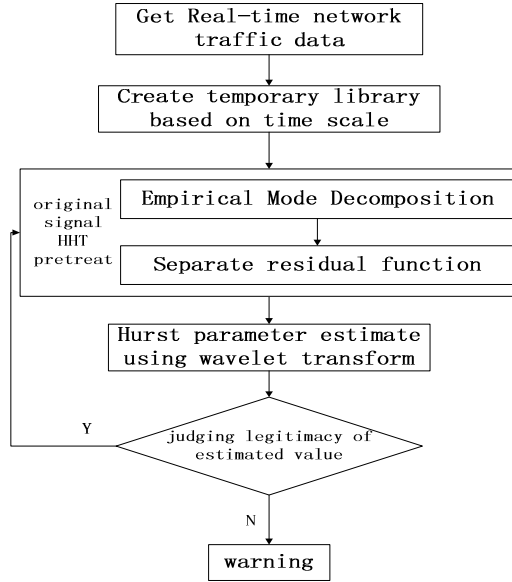 Get Real-time network
traffic data
Create temporary library
based on time scale
original
signal
HHT
pretreat
Empirical Mode Decomposition
Separate residual function
Hurst parameter estimate
using wavelet transform
judging legitimacy of
estimated value
Y
N
warning